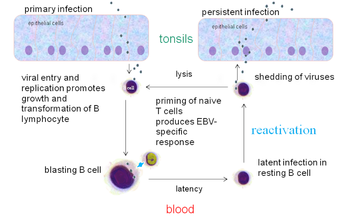 primary infection
persistent infection
epithelial cells
epithelial cells
tonsils
viral entry and
replication promotes
growth and
transformation of B
lymphocyte
lysis
shedding of viruses
priming of naive
T cells
produces EBV-
specific
response
reactivation
blasting B cell
latent infection in
resting B cell
latency
blood